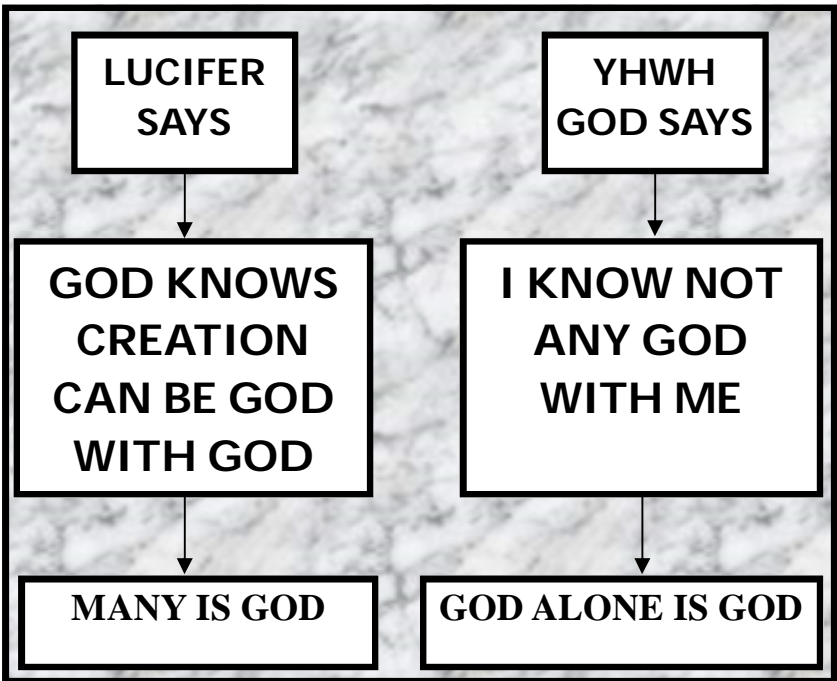 LUCIFER
SAYS
GOD KNOWS
CREATION
CAN BE GOD
WITH GOD
MANY IS GOD
YHWH
GOD SAYS
I KNOW NOT
ANY GOD
WITH ME
GOD ALONE IS GOD